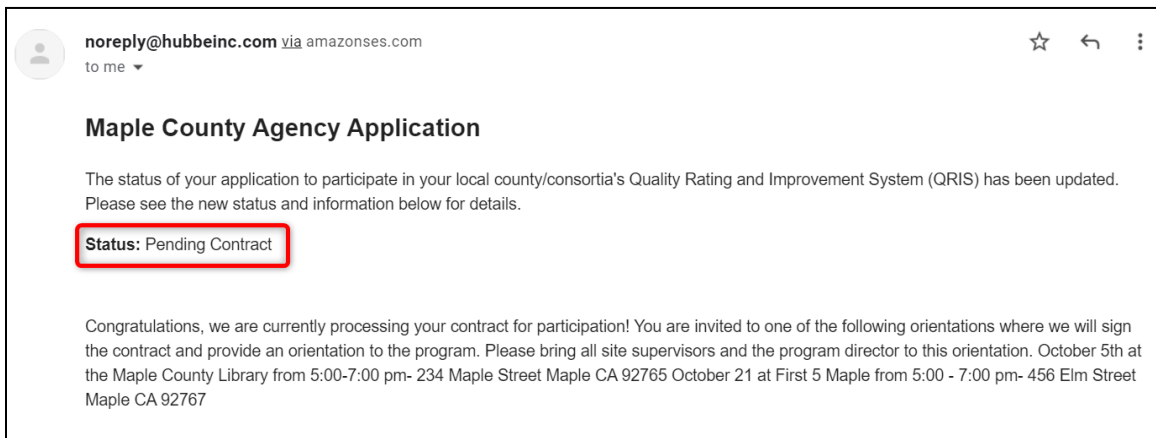 noreply@hubbeinc.com via amazonses.com
to me
Maple County Agency Application
The status of your application to participate in your local county/consortia's Quality Rating and Improvement System (QRIS) has been updated.
Please see the new status and information below for details.
Status: Pending Contract
Congratulations, we are currently processing your contract for participation! You are invited to one of the following orientations where we will sign
the contract and provide an orientation to the program. Please bring all site supervisors and the program director to this orientation. October 5th at
the Maple County Library from 5:00-7:00 pm- 234 Maple Street Maple CA 92765 October 21 at First 5 Maple from 5:00 - 7:00 pm- 456 Elm Street
Maple CA 92767